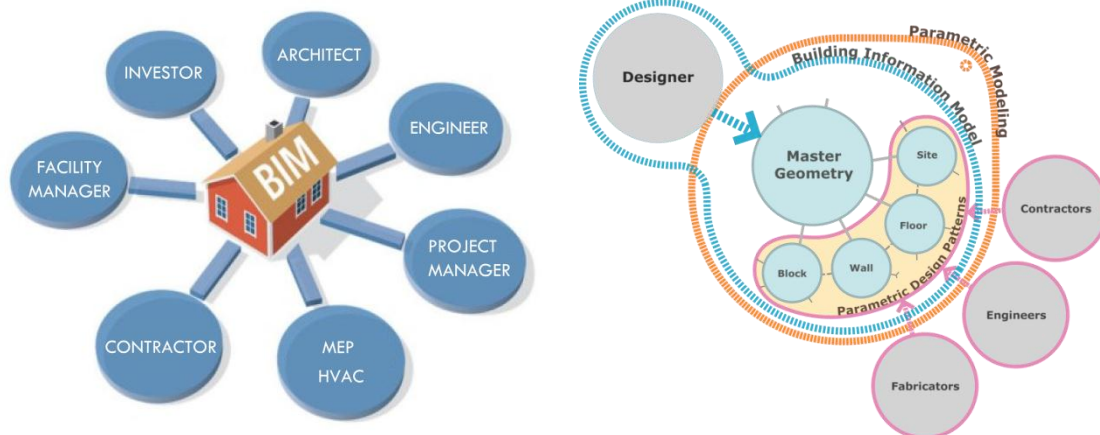 ARCHITECT
INVESTOR
ENGINEER
FACILITY
MANAGER
BIM
PROJECT
MANAGER
CONTRACTOR
MEP
HVAC
Parametric Modeling
Building Information Model
Designer
Master
Geometry
Site
Floor
Wall
Block
Parametric Design Patterns
Contractors
Engineers
Fabricators